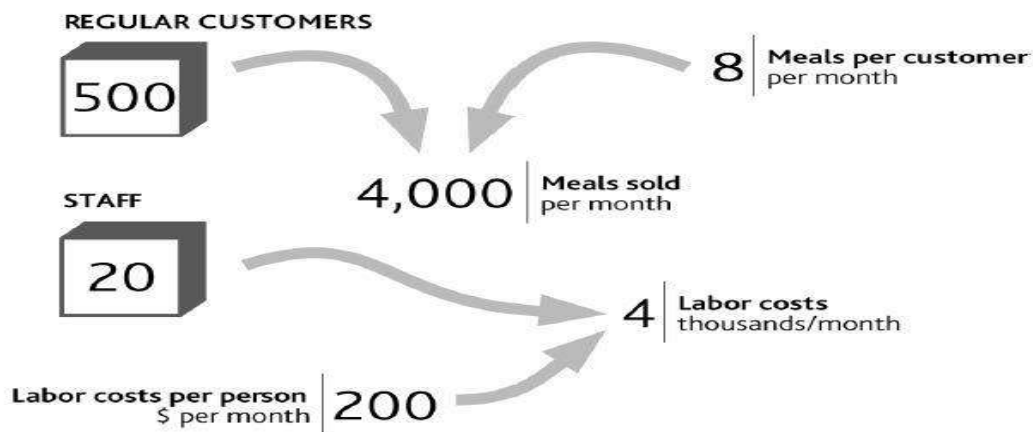 REGULAR CUSTOMERS
500
8
Meals per customer
per month
4,000
Meals sold
per month
STAFF
20
4
Labor costs
thousands/month
Labor costs per person
$ per month
200